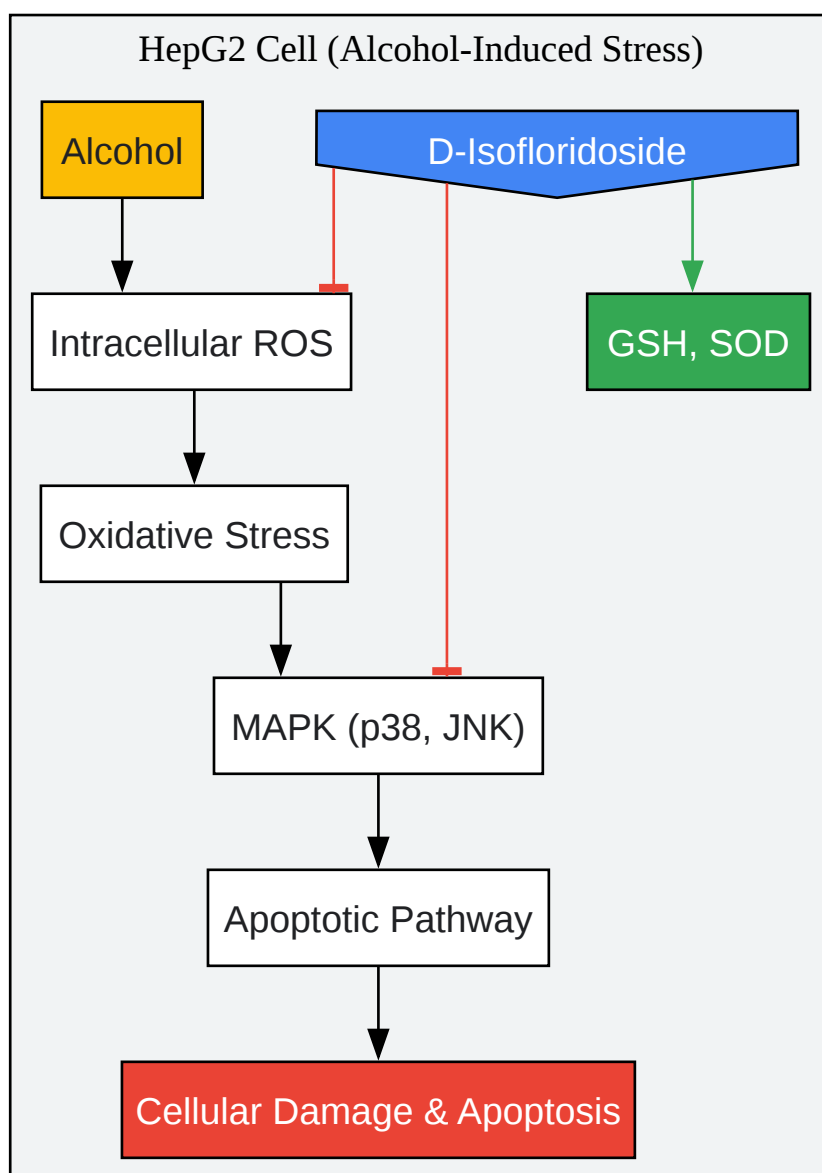 HepG2 Cell (Alcohol-Induced Stress)
Alcohol
D-Isofloridoside
Intracellular ROS
GSH, SOD
Oxidative Stress
MAPK (p38, JNK)
Apoptotic Pathway
Cellular Damage & Apoptosis